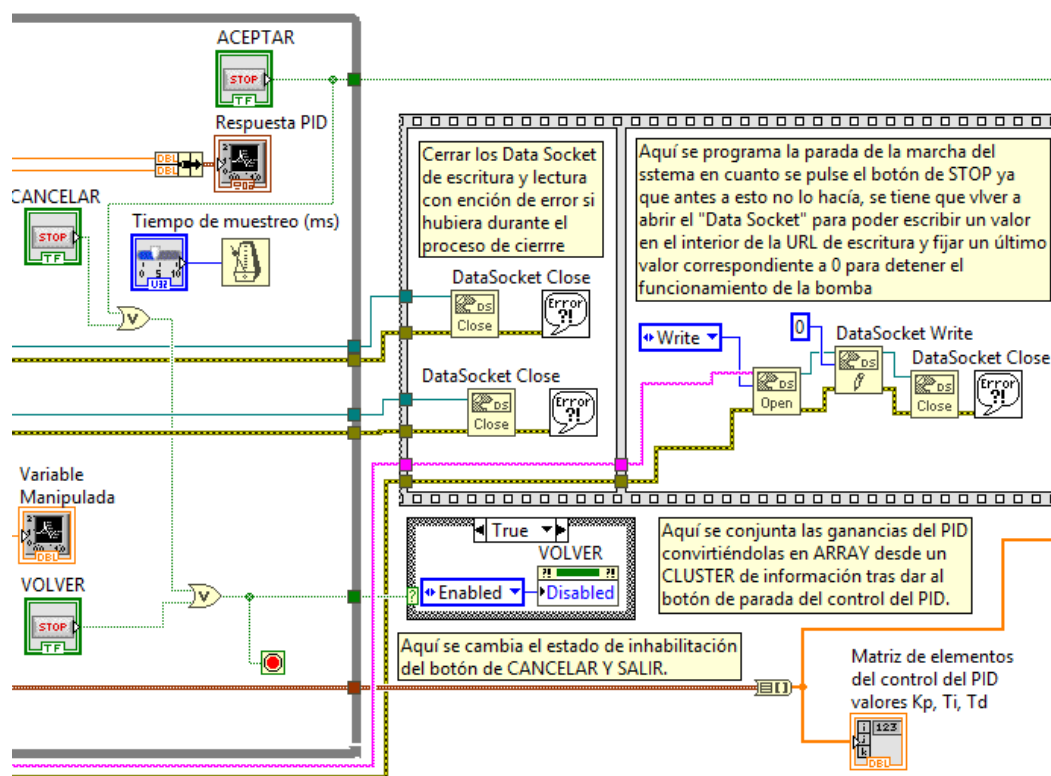 ACEPTAR
STOP
TF
Respuesta PID
DBL
DBL
CANCELAR
STOP
TF
Tiempo de muestreo (ms)
0 5 10
U32
Cerrar los Data Socket
de escritura y lectura
con ención de error si
hubiera durante el
proceso de cierrre
Aquí se programa la parada de la marcha del
sstema en cuanto se pulse el botón de STOP ya
que antes a esto no lo hacía, se tiene que vlver a
abrir el "Data Socket" para poder escribir un valor
en el interior de la URL de escritura y fijar un último
valor correspondiente a 0 para detener el
funcionamiento de la bomba
DataSocket Close
DS
Close
Error
?!
DataSocket Close
DS
Close
Error
?!
Write
0
DataSocket Write
DS
DataSocket Close
DS
Open
DS
Close
Error
?!
Variable
Manipulada
DBL
VOLVER
STOP
TF
True
VOLVER
?! ?!
Enabled
Disabled
?
Aquí se conjunta las ganancias del PID
convirtiéndolas en ARRAY desde un
CLUSTER de información tras dar al
botón de parada del control del PID.
Aquí se cambia el estado de inhabilitación
del botón de CANCELAR Y SALIR.
Matriz de elementos
del control del PID
valores Kp, Ti, Td
i
j
k
123
DBL